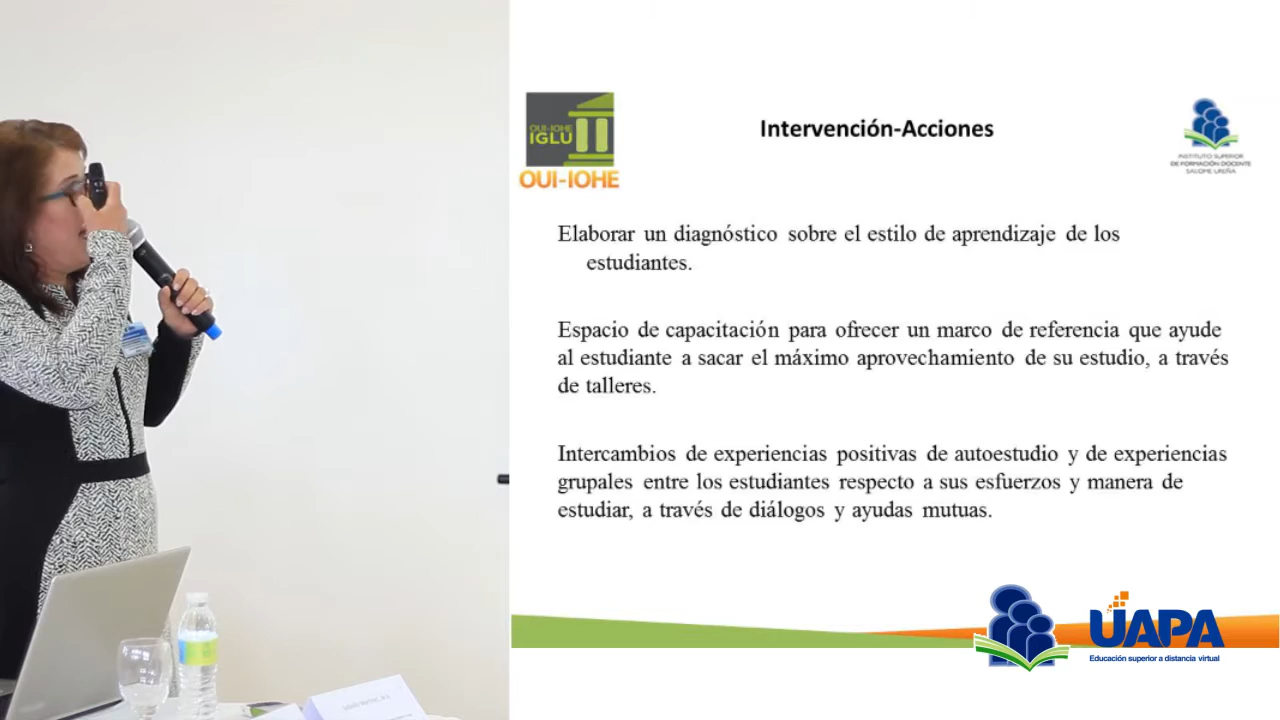 OUI-IOHE
IGLU
OUI-IOHE
Intervención-Acciones
INSTITUTO SUPERIOR
DE FORMACIÓN DOCENTE
SALOMÉ UREÑA
Elaborar un diagnóstico sobre el estilo de aprendizaje de los
estudiantes.
Espacio de capacitación para ofrecer un marco de referencia que ayude
al estudiante a sacar el máximo aprovechamiento de su estudio, a través
de talleres.
Intercambios de experiencias positivas de autoestudio y de experiencias
grupales entre los estudiantes respecto a sus esfuerzos y manera de
estudiar, a través de diálogos y ayudas mutuas.
UAPA
Educación superior a distancia virtual